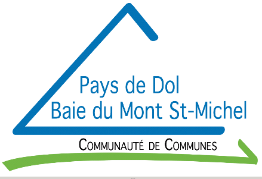 Pays de Dol
Baie du Mont St-Michel
COMMUNAUTÉ DE COMMUNES